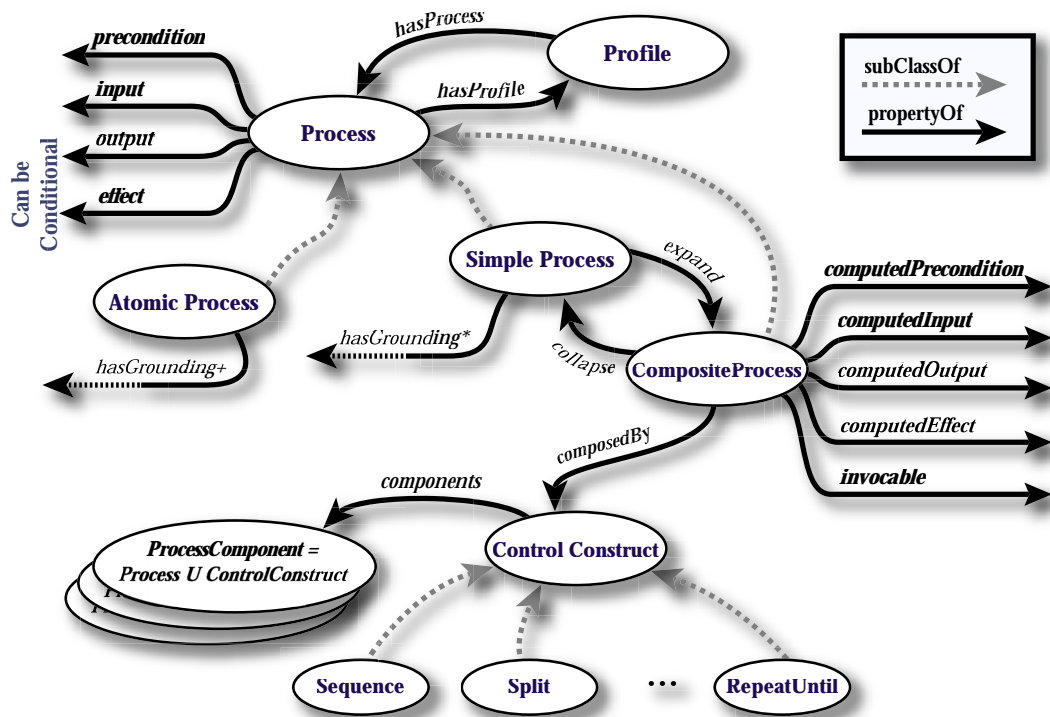 precondition
hasProcess
Profile
subClassOf
input
hasProfile
propertyOf
output
Process
Can be
Conditional
effect
Simple Process
expand
computedPrecondition
Atomic Process
computedInput
hasGrounding*
collapse
CompositeProcess
computedOutput
hasGrounding+
computedEffect
composedBy
invocable
components
ProcessComponent =
Process U ControlConstruct
Control Construct
Sequence
Split
...
RepeatUntil